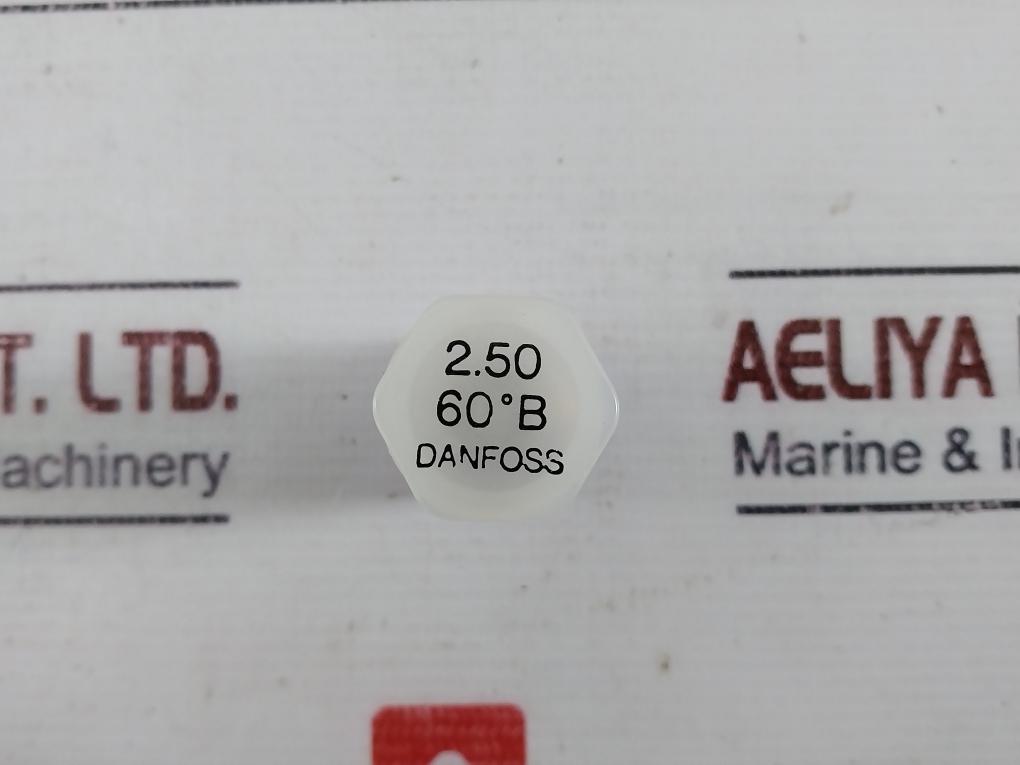 T. LTD.
achinery
2.50
60°B
DANFOSS
AELIYA
Marine &